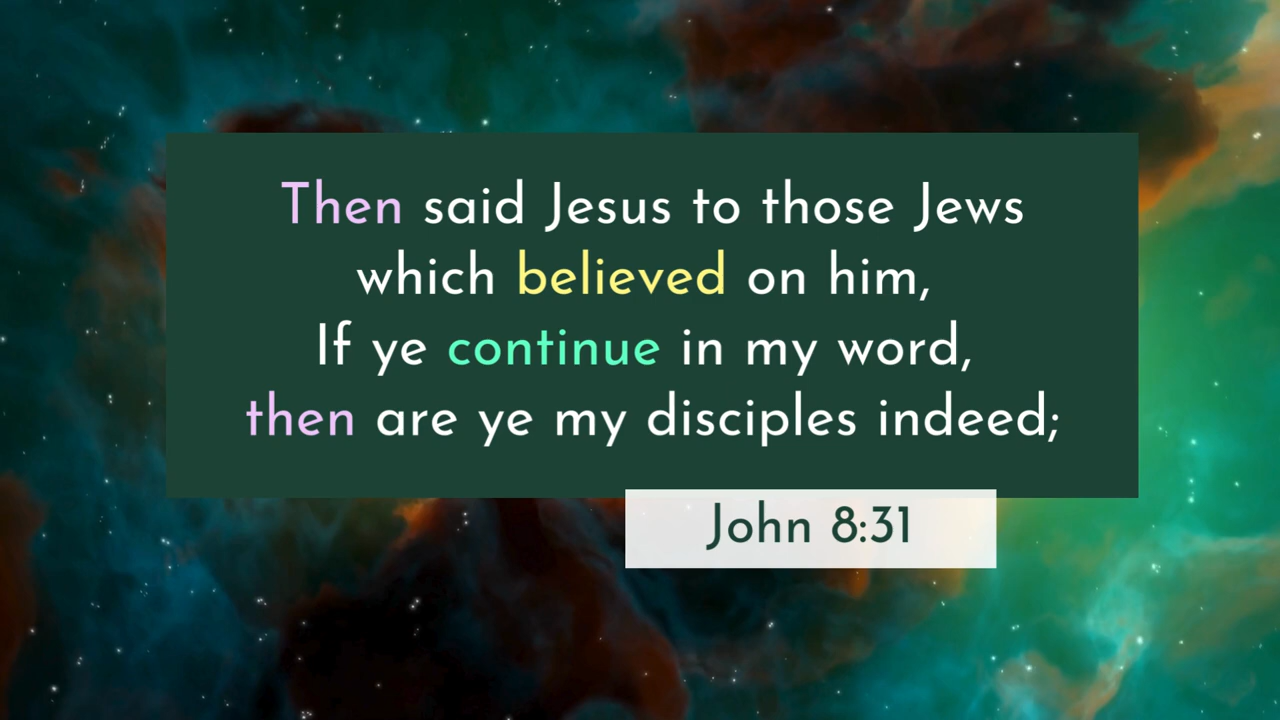 Then said Jesus to those Jews
which believed on him,
If ye continue in my word,
then are ye my disciples indeed;
John 8:31